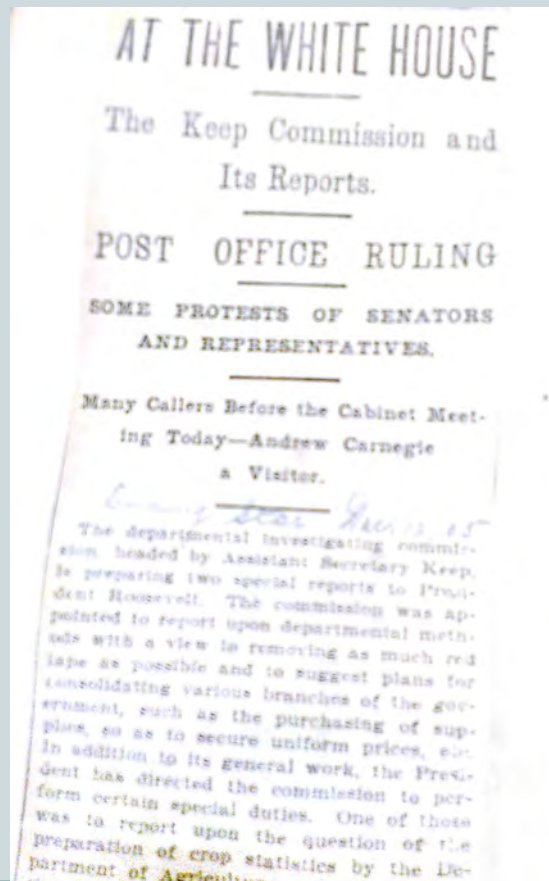 AT THE WHITE HOUSE
The Keep Commission and
Its Reports.
POST OFFICE RULING
SOME PROTESTS OF SENATORS
AND REPRESENTATIVES.
Many Callers Before the Cabinet Meet-
ing Today—Andrew Carnegie
a Visitor.
Evening Star Dec. 05
The departmental investigating commis-
sion, headed by Assistant Secretary Keep,
is preparing two special reports to Presi-
dent Roosevelt. The commission was ap-
pointed to report upon departmental meth-
ods with a view to removing as much red
tape as possible and to suggest plans for
consolidating various branches of the gov-
ernment, such as the purchasing of sup-
plies, so as to secure uniform prices, etc.
In addition to its general work, the Presi-
dent has directed the commission to per-
form certain special duties. One of those
was to report upon the question of the
preparation of crop statistics by the De-
partment of